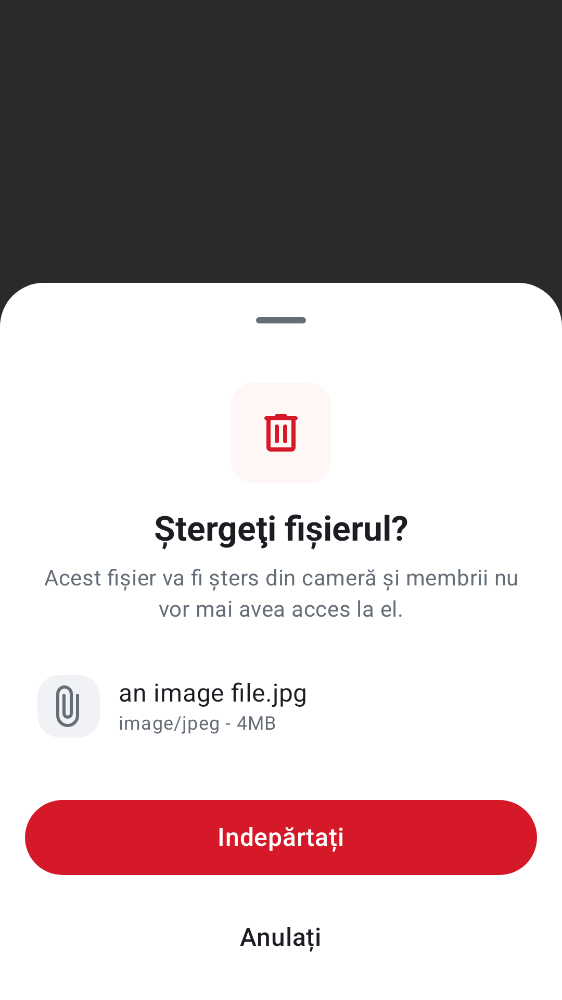 Ștergeţi fișierul?
Acest fișier va fi șters din cameră și membrii nu
vor mai avea acces la el.
an image file.jpg
image/jpeg - 4MB
Indepărtați
Anulați